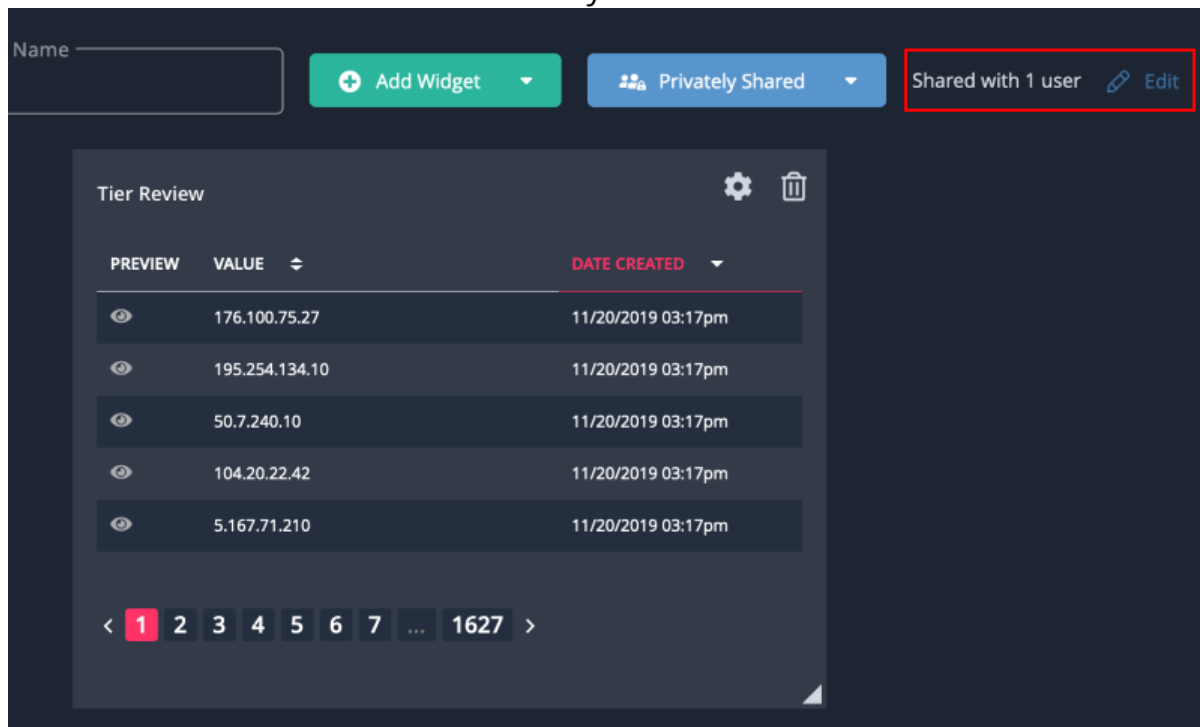 Name
Add Widget
Privately Shared
Shared with 1 user Edit
Tier Review
PREVIEW VALUE DATE CREATED
176.100.75.27 11/20/2019 03:17pm
195.254.134.10 11/20/2019 03:17pm
50.7.240.10 11/20/2019 03:17pm
104.20.22.42 11/20/2019 03:17pm
5.167.71.210 11/20/2019 03:17pm
< 1 2 3 4 5 6 7 ... 1627 >